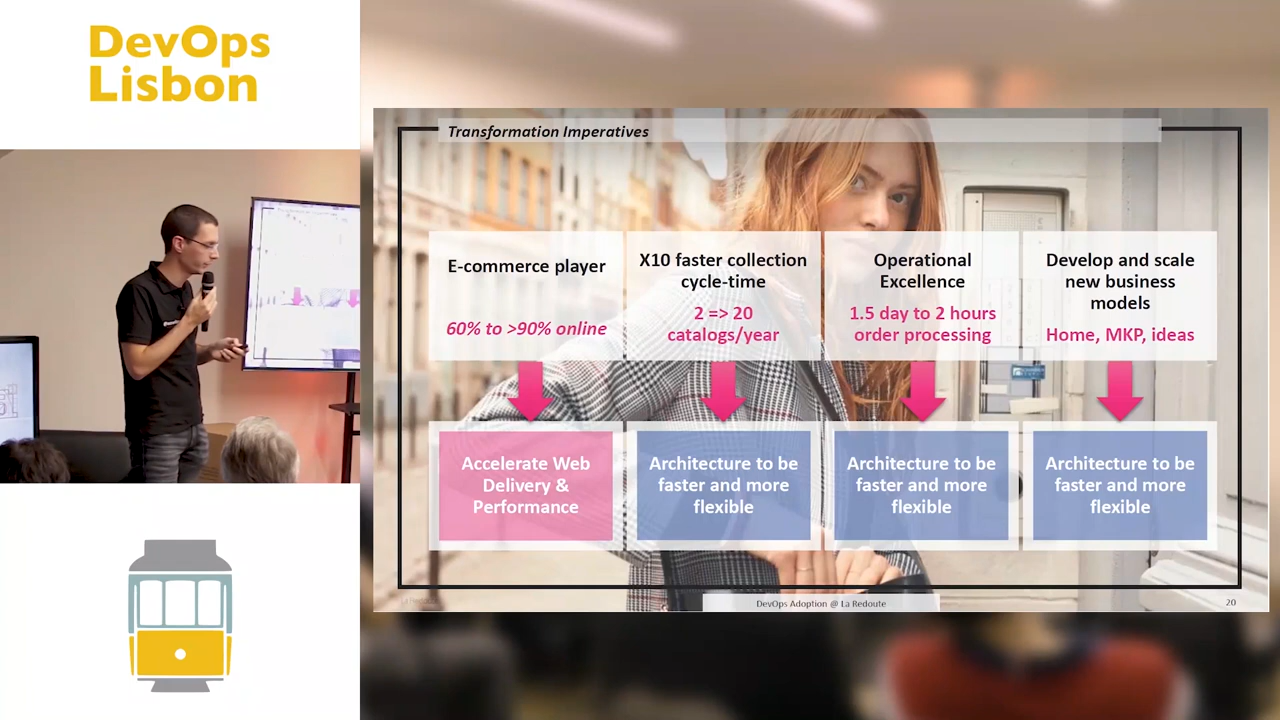 DevOps
Lisbon
Transformation Imperatives
E-commerce player
60% to >90% online
X10 faster collection
cycle-time
2 => 20
catalogs/year
Operational
Excellence
1.5 day to 2 hours
order processing
Develop and scale
new business
models
Home, MKP, ideas
Accelerate Web
Delivery &
Performance
Architecture to be
faster and more
flexible
Architecture to be
faster and more
flexible
Architecture to be
faster and more
flexible
DevOps Adoption @ La Redoute
20